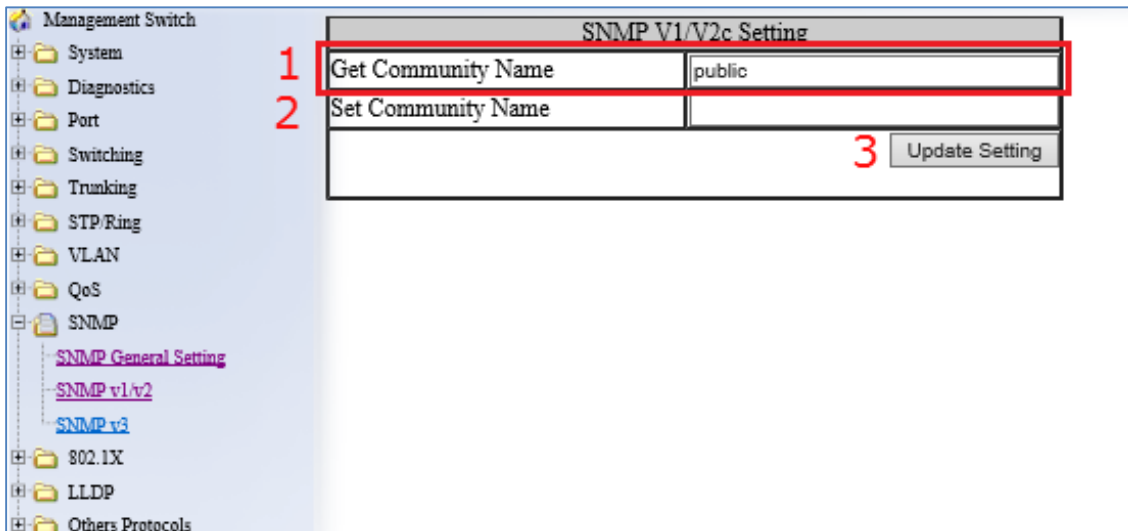 Management Switch
System
Diagnostics
Port
Switching
Trunking
STP/Ring
VLAN
QoS
SNMP
SNMP General Setting
SNMP v1/v2
SNMP v3
802.1X
LLDP
Others Protocols
SNMP V1/V2c Setting
1 Get Community Name public
2 Set Community Name
3 Update Setting